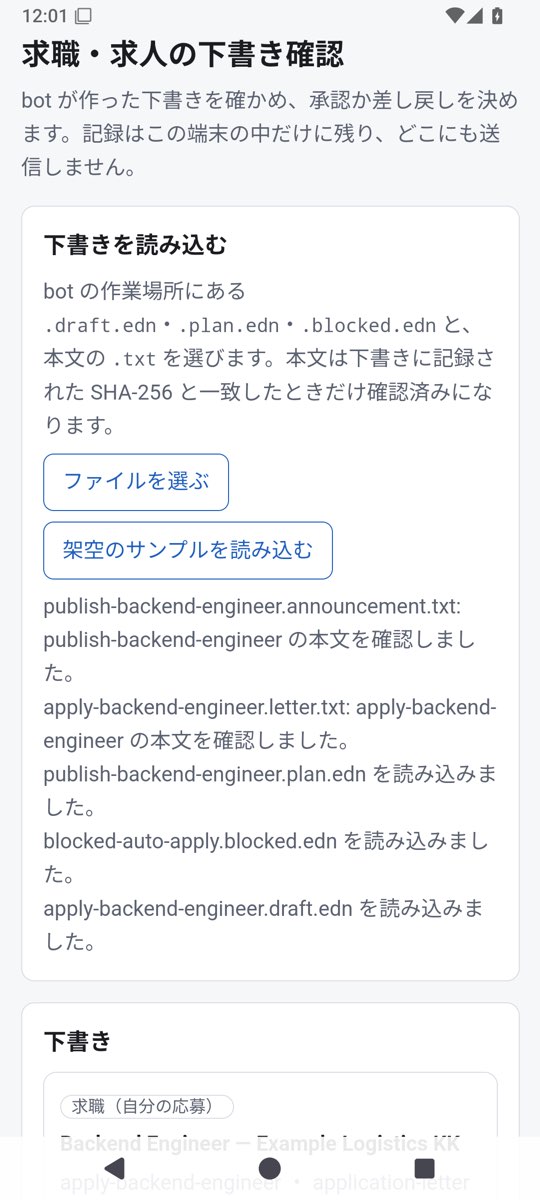 12:01
求職・求人の下書き確認
bot が作った下書きを確かめ、承認か差し戻しを決め
ます。記録はこの端末の中だけに残り、どこにも送
信しません。
下書きを読み込む
bot の作業場所にある
.draft.edn・.plan.edn・.blocked.edn と、
本文の .txt を選びます。本文は下書きに記録さ
れた SHA-256 と一致したときだけ確認済みにな
ります。
ファイルを選ぶ
架空のサンプルを読み込む
publish-backend-engineer.announcement.txt:
publish-backend-engineer の本文を確認しまし
た。
apply-backend-engineer.letter.txt: apply-backend-
engineer の本文を確認しました。
publish-backend-engineer.plan.edn を読み込みま
した。
blocked-auto-apply.blocked.edn を読み込みまし
た。
apply-backend-engineer.draft.edn を読み込みま
した。
下書き
求職（自分の応募）
Backend Engineer — Example Logistics KK
apply-backend-engineer ・ application-letter